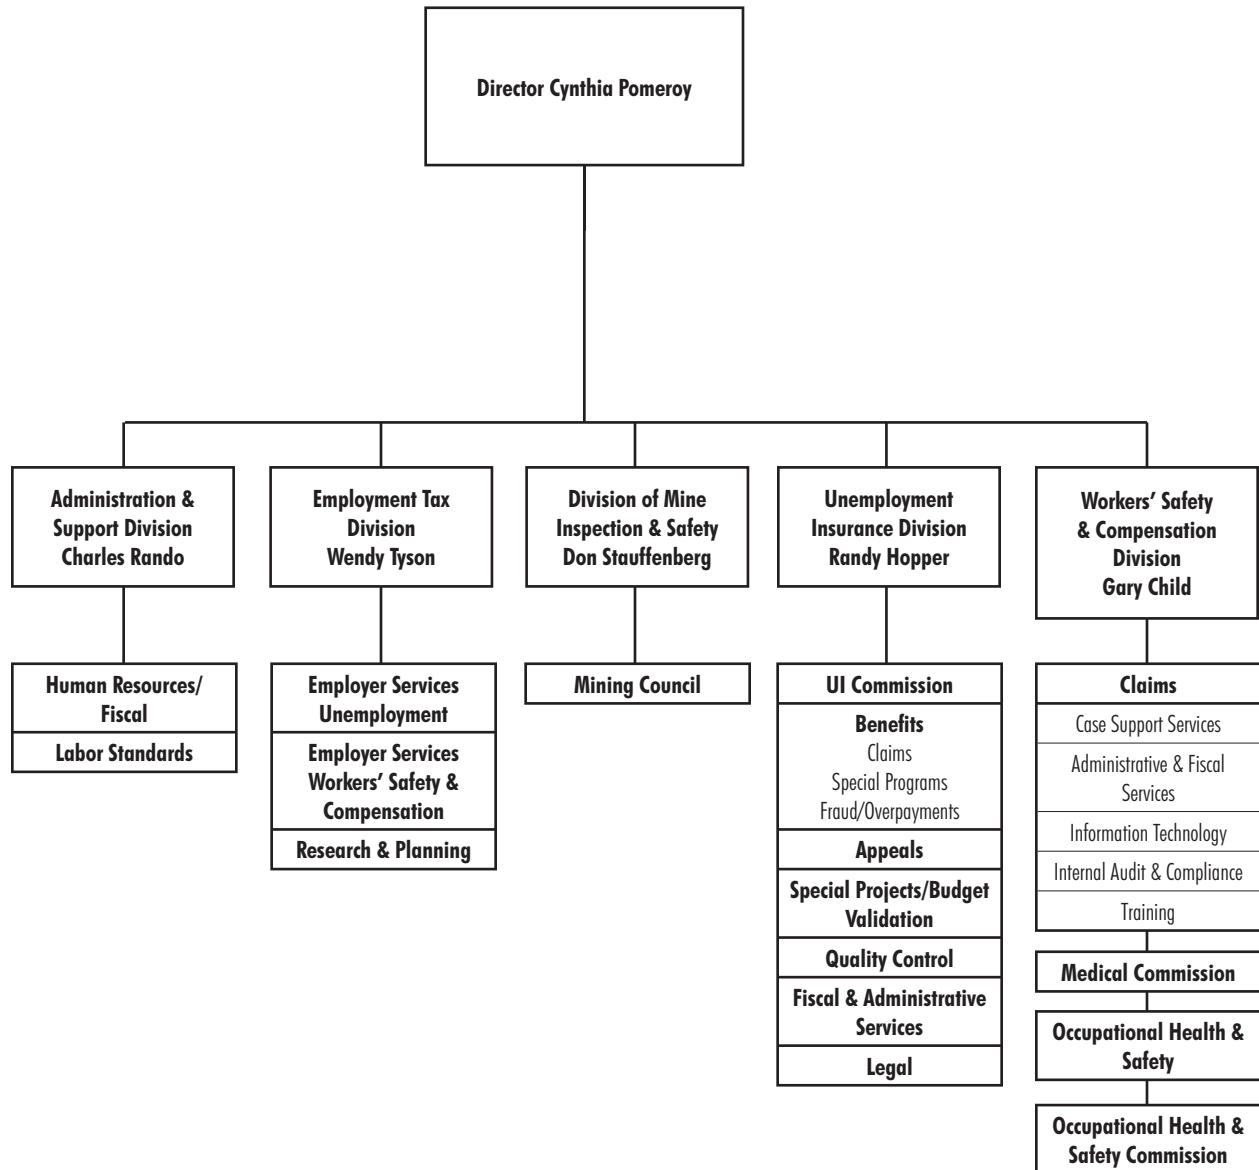 Director Cynthia Pomeroy
Administration &
Support Division
Charles Rando
Employment Tax
Division
Wendy Tyson
Division of Mine
Inspection & Safety
Don Stauffenberg
Unemployment
Insurance Division
Randy Hopper
Workers’ Safety
& Compensation
Division
Gary Child
Human Resources/
Fiscal
Labor Standards
Employer Services
Unemployment
Employer Services
Workers’ Safety &
Compensation
Research & Planning
Mining Council
UI Commission
Benefits
Claims
Special Programs
Fraud/Overpayments
Appeals
Special Projects/Budget
Validation
Quality Control
Fiscal & Administrative
Services
Legal
Claims
Case Support Services
Administrative & Fiscal
Services
Information Technology
Internal Audit & Compliance
Training
Medical Commission
Occupational Health &
Safety
Occupational Health &
Safety Commission